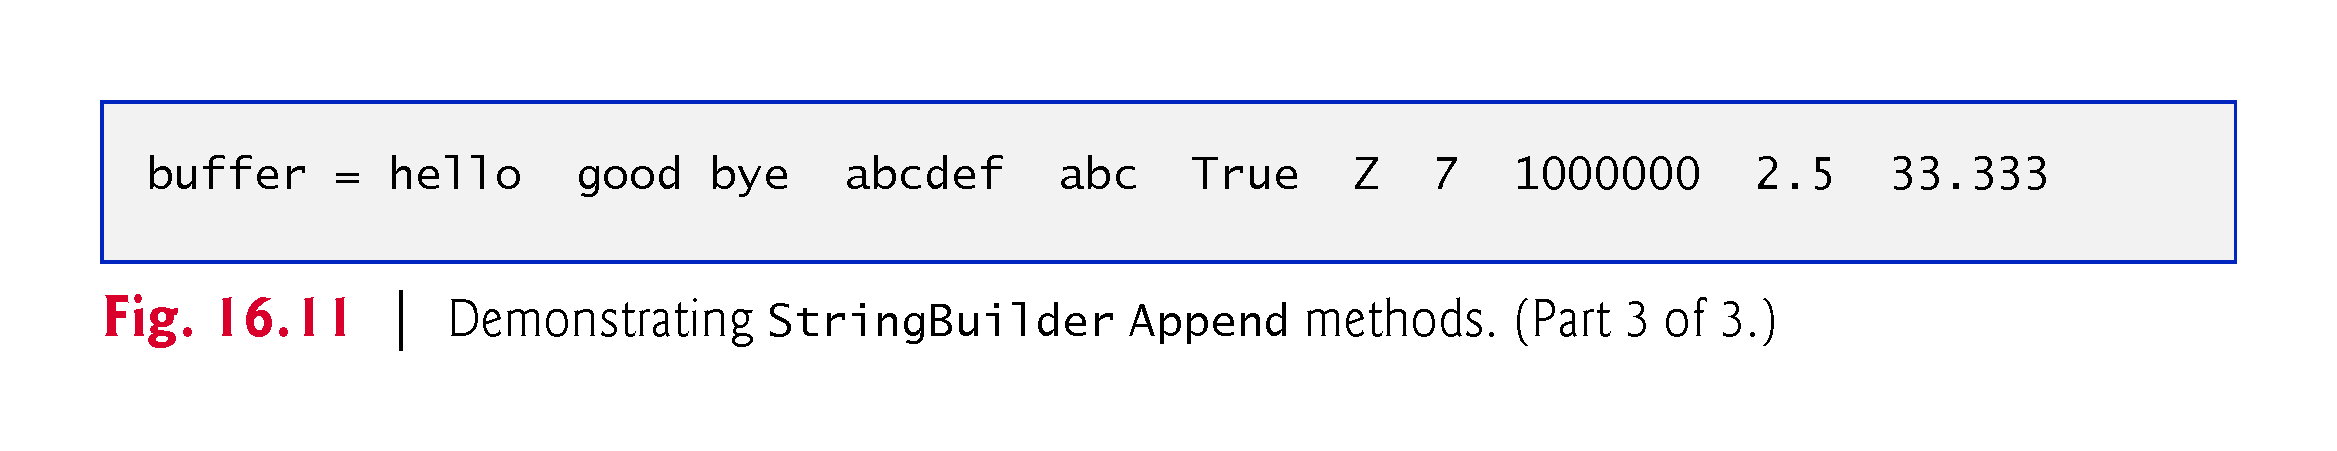 buffer = hello  good bye  abcdef  abc  True  Z  7  1000000  2.5  33.333
Fig. 16.11 | Demonstrating StringBuilder Append methods. (Part 3 of 3.)